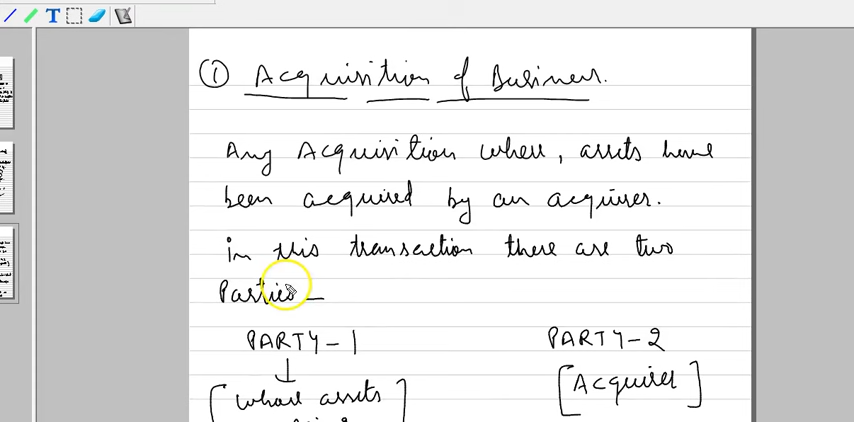 ① Acquisition of Business.
Any Acquisition where, assets have
been acquired by an acquirer.
in this transaction there are two
Parties –
PARTY-1 PARTY-2
[Whose assets] [Acquirer]